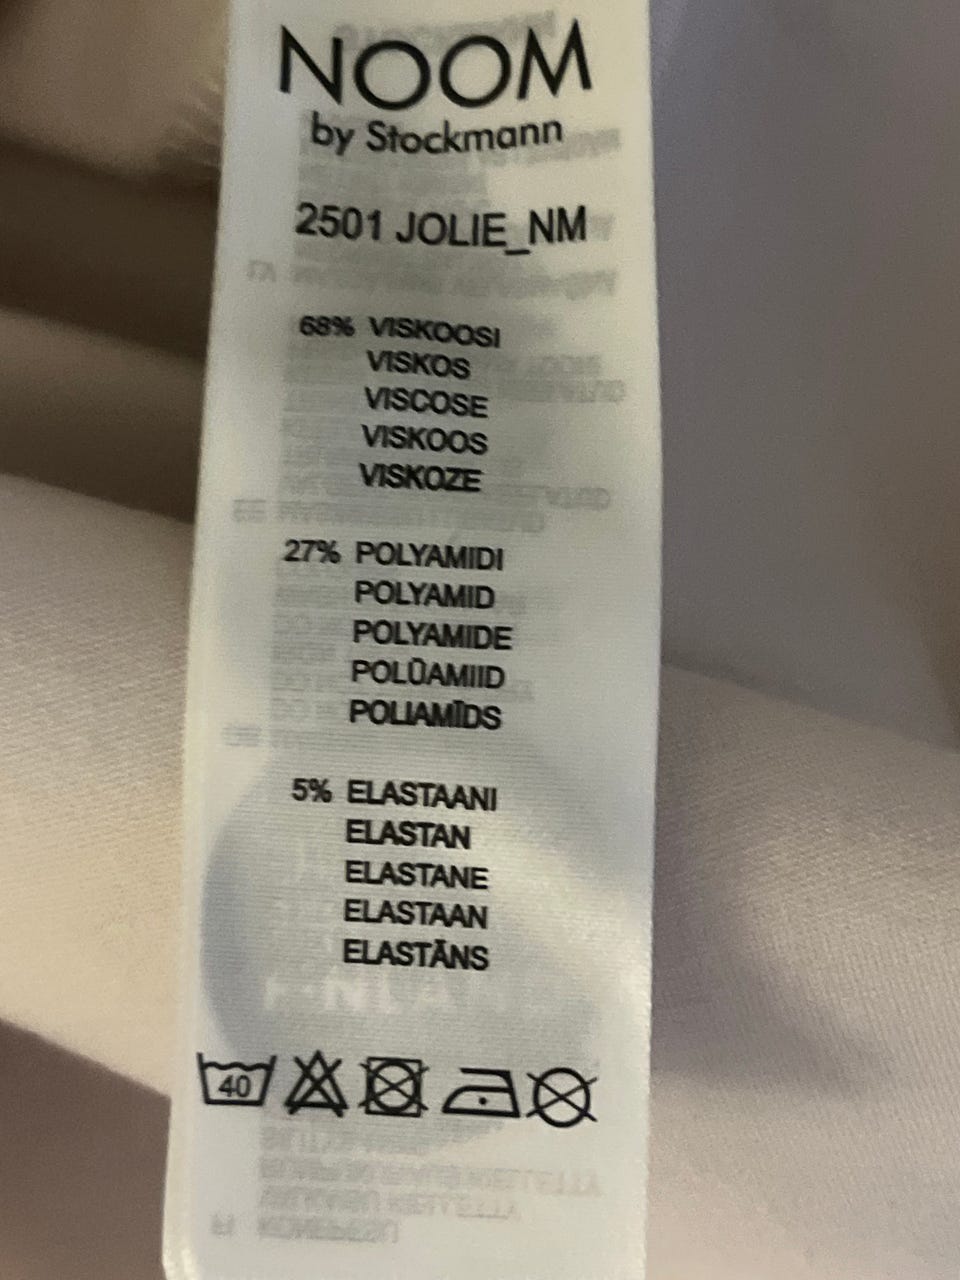 NOOM
by Stockmann
2501 JOLIE_NM
68% VISKOOSI
VISKOS
VISCOSE
VISKOOS
VISKOZE
27% POLYAMIDI
POLYAMID
POLYAMIDE
POLÜAMIID
POLIAMĪDS
5% ELASTAANI
ELASTAN
ELASTANE
ELASTAAN
ELASTĀNS
40